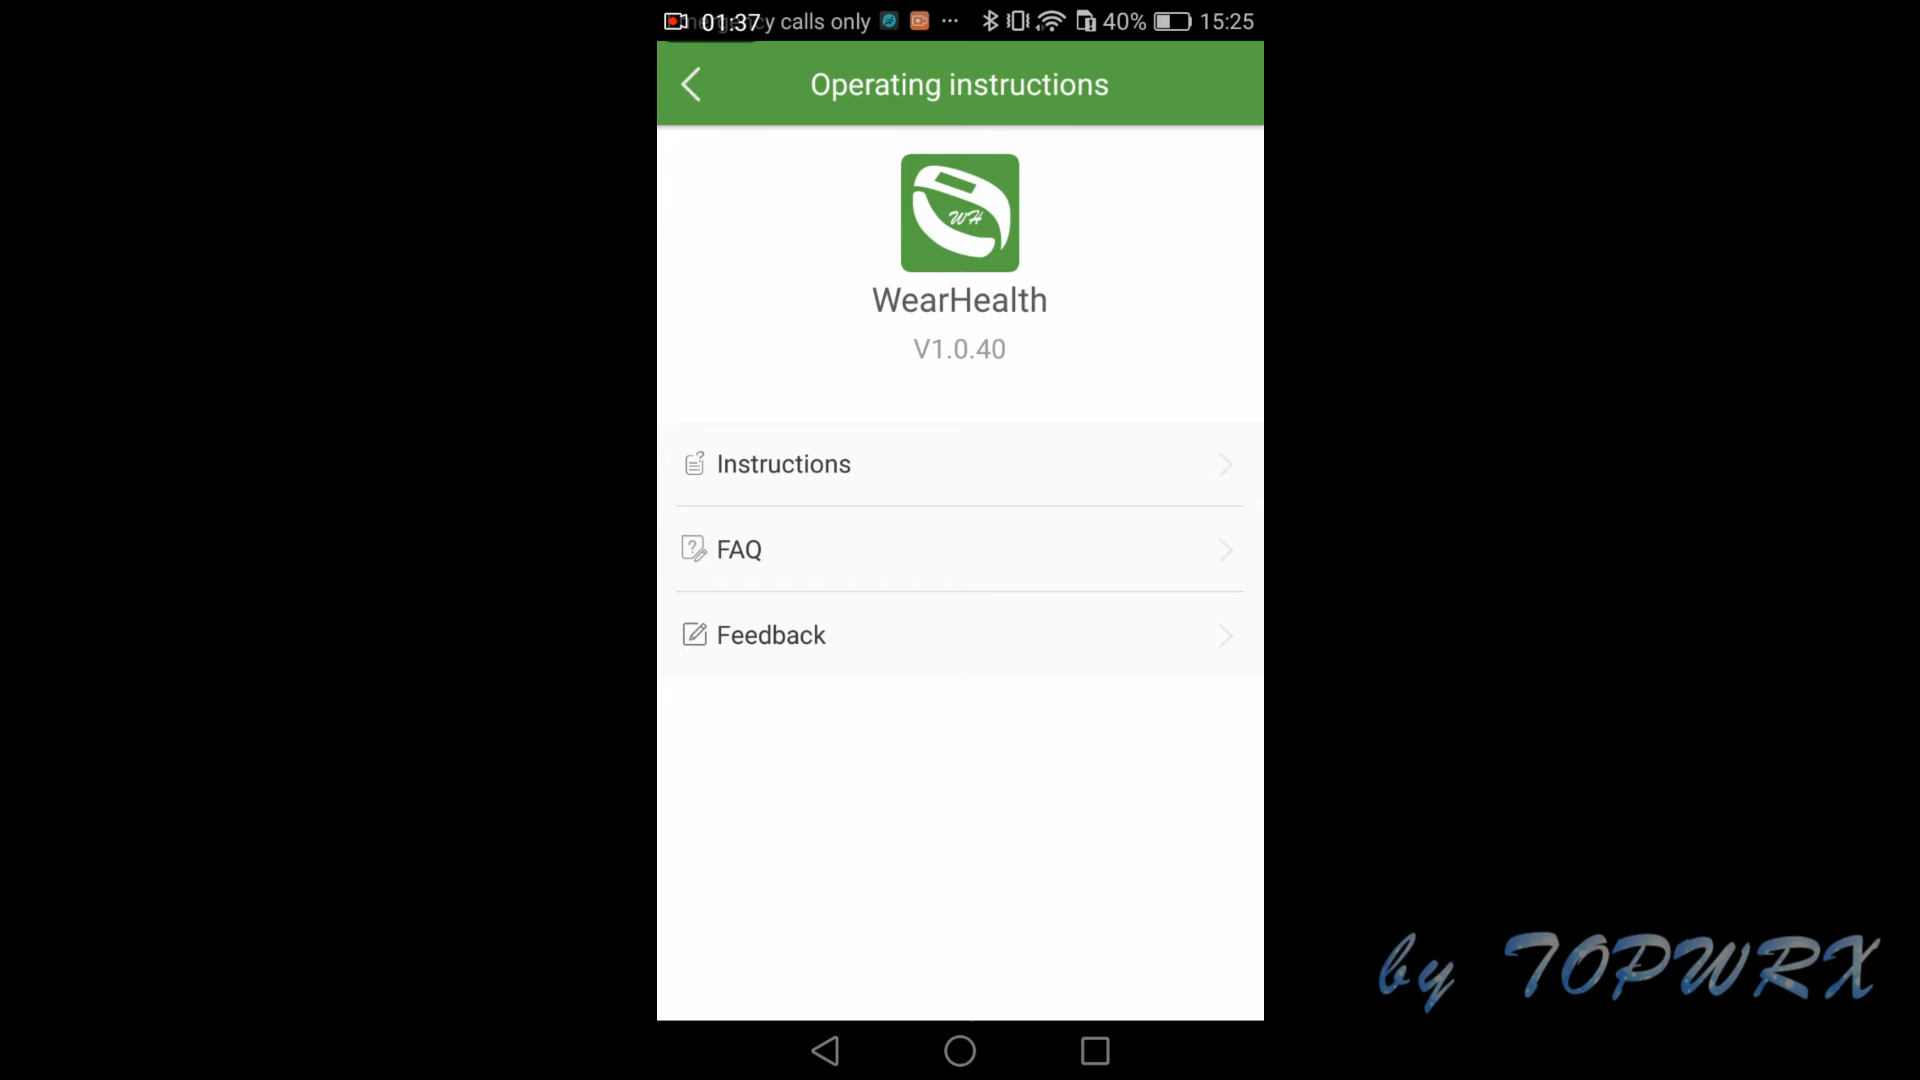 01:37 y calls only 40% 15:25
Operating instructions
WH
WearHealth
V1.0.40
Instructions
FAQ
Feedback
by TOPWRX